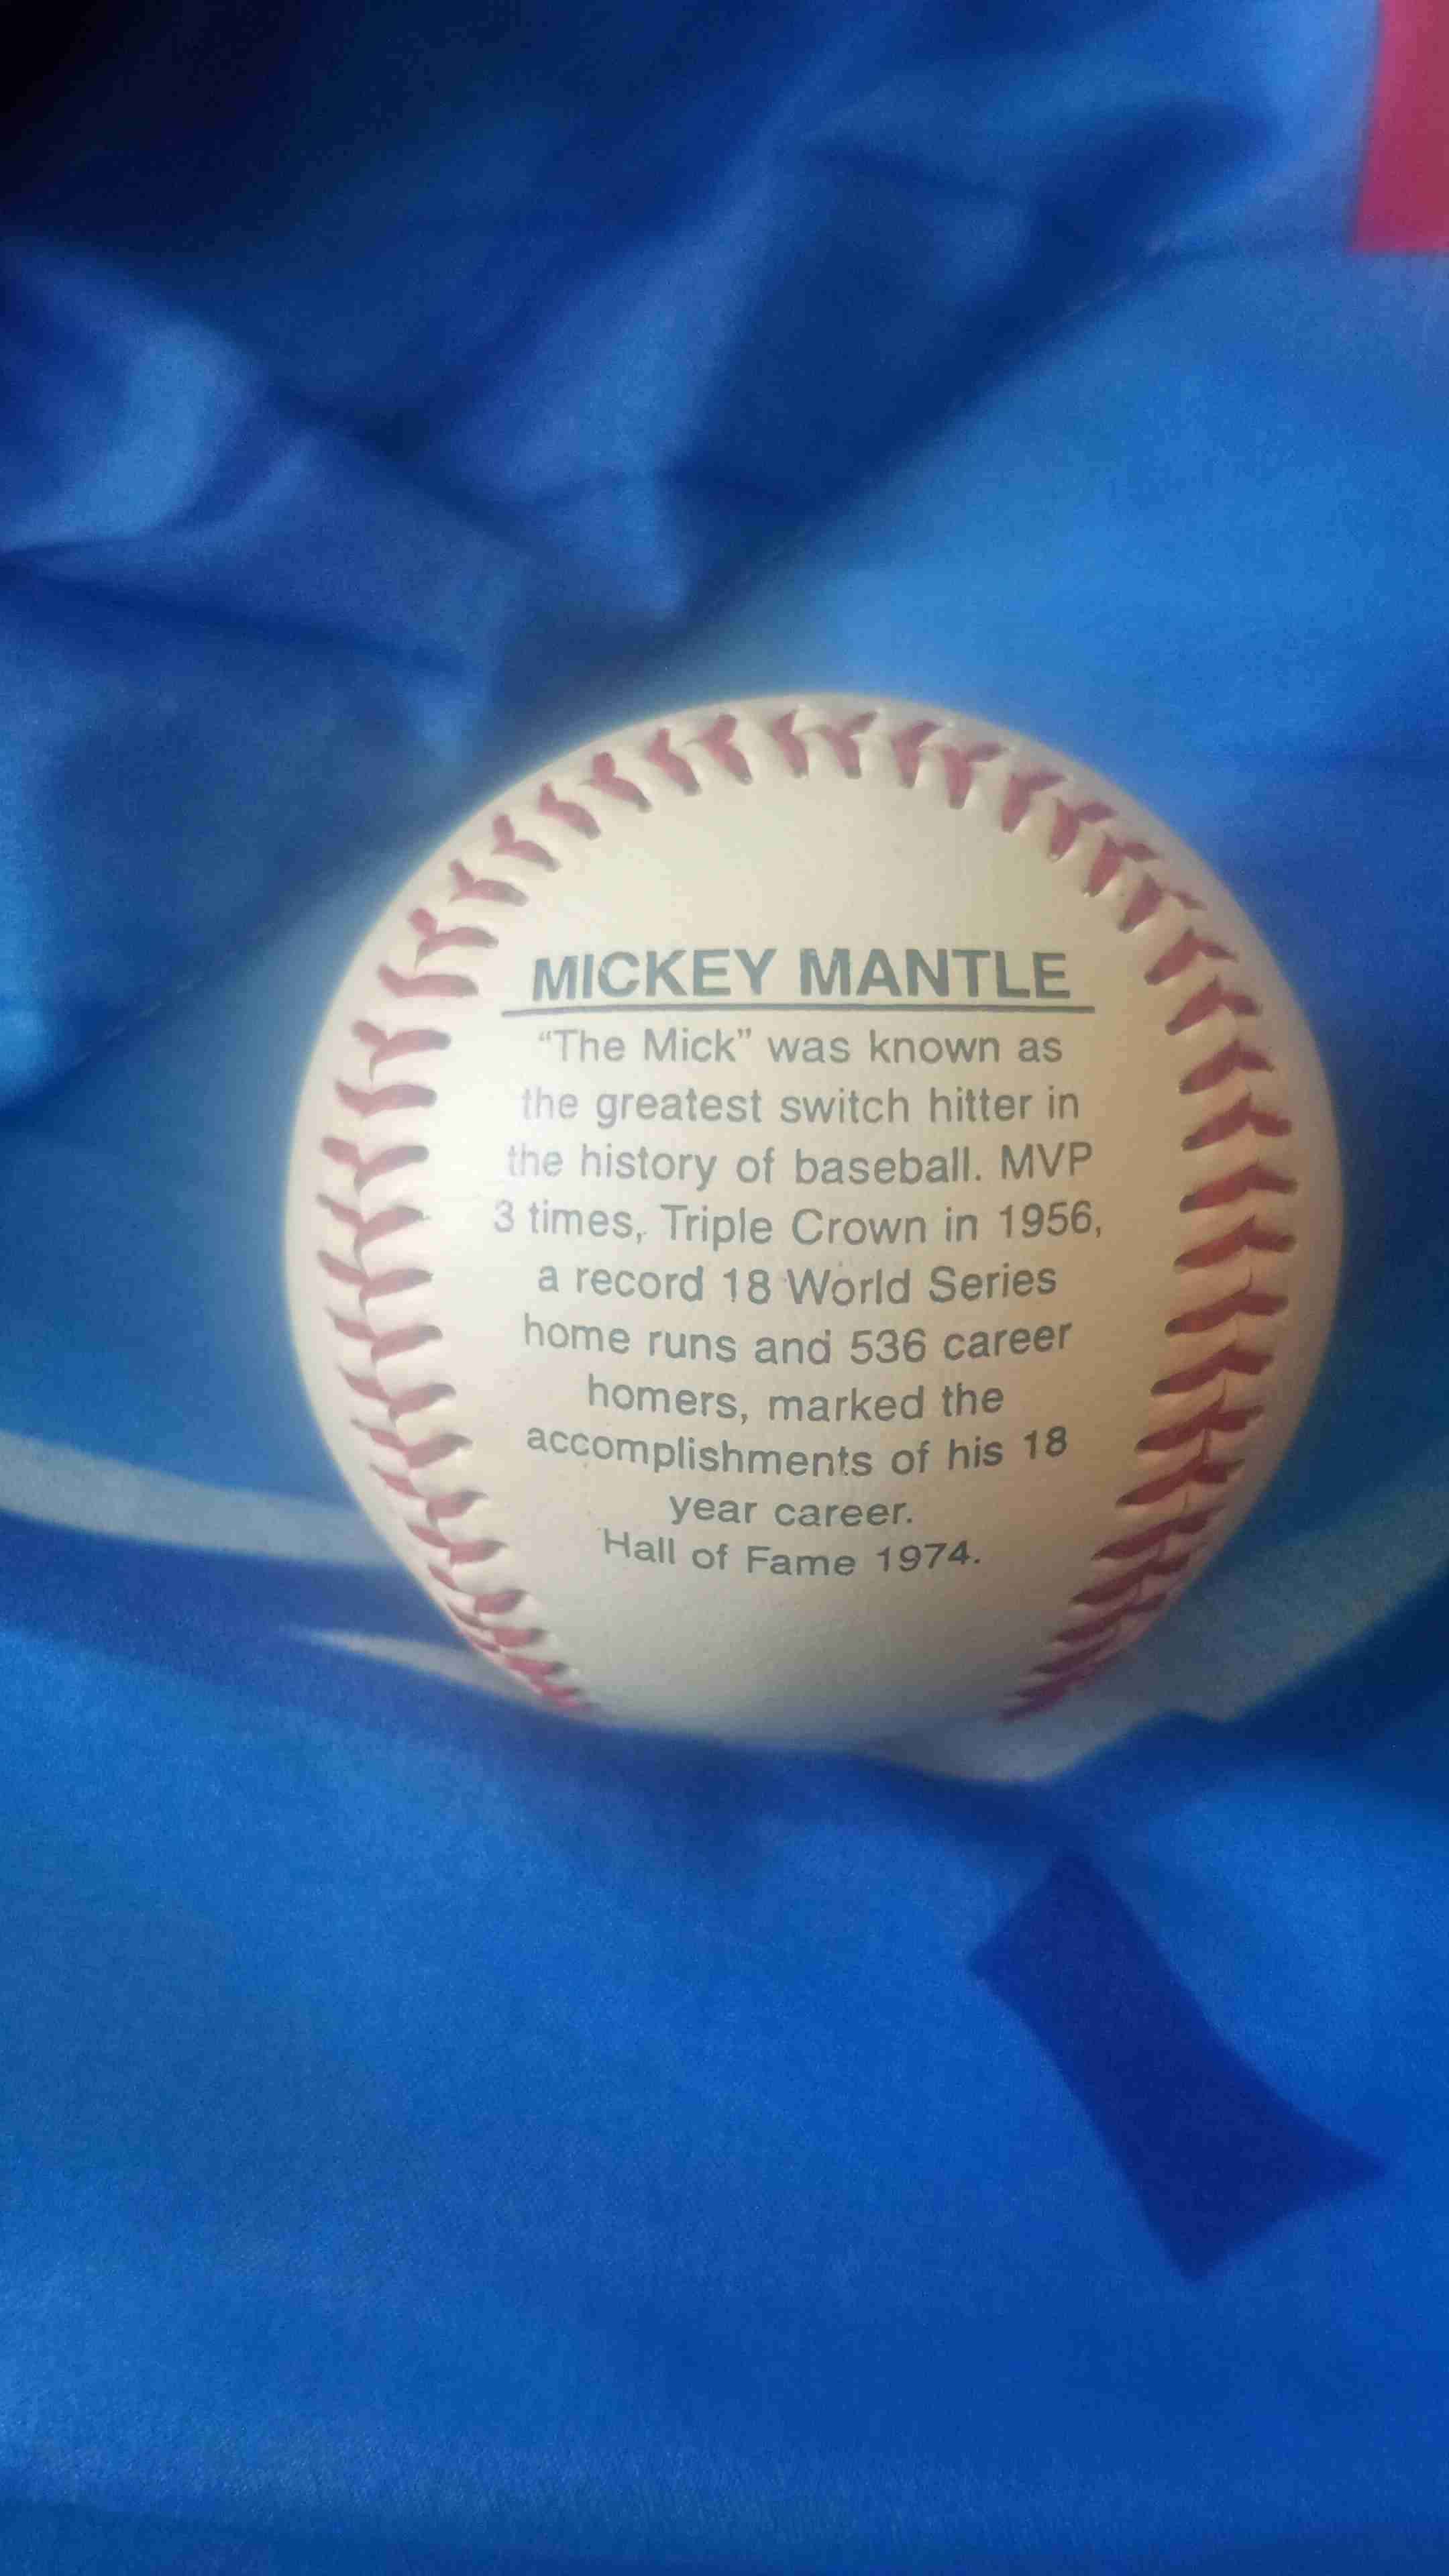 MICKEY MANTLE
“The Mick” was known as
the greatest switch hitter in
the history of baseball. MVP
3 times, Triple Crown in 1956,
a record 18 World Series
home runs and 536 career
homers, marked the
accomplishments of his 18
year career.
Hall of Fame 1974.